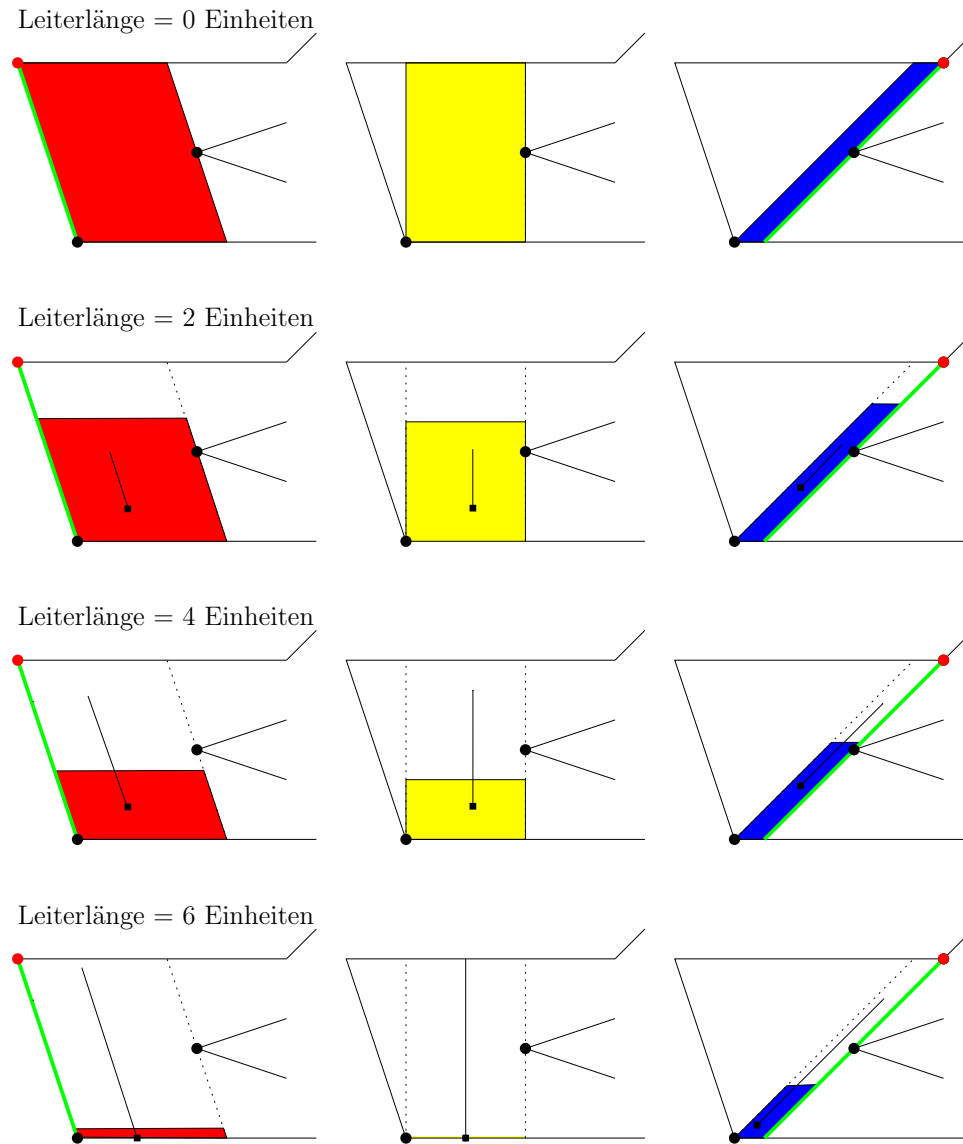 Leiterlänge = 0 Einheiten
Leiterlänge = 2 Einheiten
Leiterlänge = 4 Einheiten
Leiterlänge = 6 Einheiten